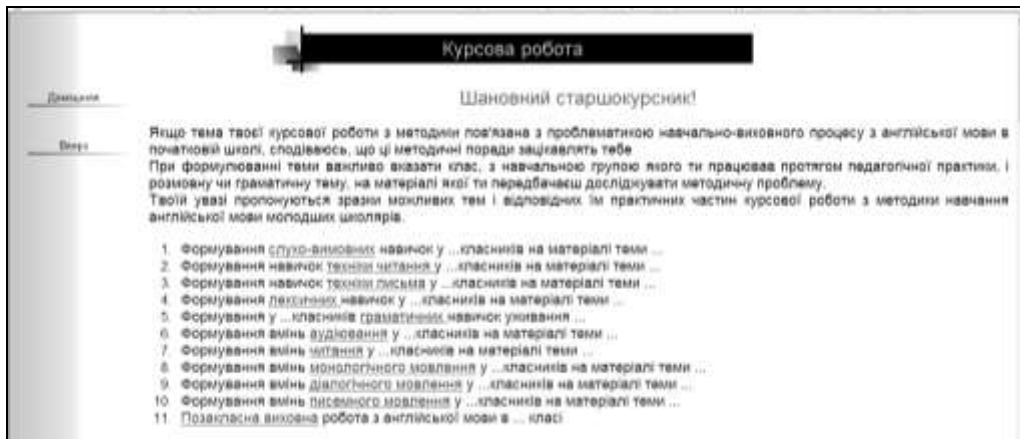 Курсова робота
Домашня
Вверх
Шановний старшокурсник!
Якщо тема твоєї курсової роботи з методики пов'язана з проблематикою навчально-виховного процесу з англійської мови в
початковій школі, сподіваюсь, що ці методичні поради зацікавлять тебе
При формулюванні теми важливо вказати клас, з навчальною групою якого ти працював протягом педагогічної практики, і
розмовну чи граматичну тему, на матеріалі якої ти передбачаєш досліджувати методичну проблему.
Твоїй увазі пропонуються зразки можливих тем і відповідних їм практичних частин курсової роботи з методики навчання
англійської мови молодших школярів.
1. Формування слухо-вимовних навичок у ...класників на матеріалі теми ...
2. Формування навичок техніки читання у ...класників на матеріалі теми ...
3. Формування навичок техніки письма у ...класників на матеріалі теми ...
4. Формування лексичних навичок у ...класників на матеріалі теми ...
5. Формування у ...класників граматичних навичок уживання ...
6. Формування вмінь аудіювання у ...класників на матеріалі теми ...
7. Формування вмінь читання у ...класників на матеріалі теми ...
8. Формування вмінь монологічного мовлення у ...класників на матеріалі теми ...
9. Формування вмінь діалогічного мовлення у ...класників на матеріалі теми ...
10. Формування вмінь писемного мовлення у ...класників на матеріалі теми ...
11. Позакласна виховна робота з англійської мови в ... класі